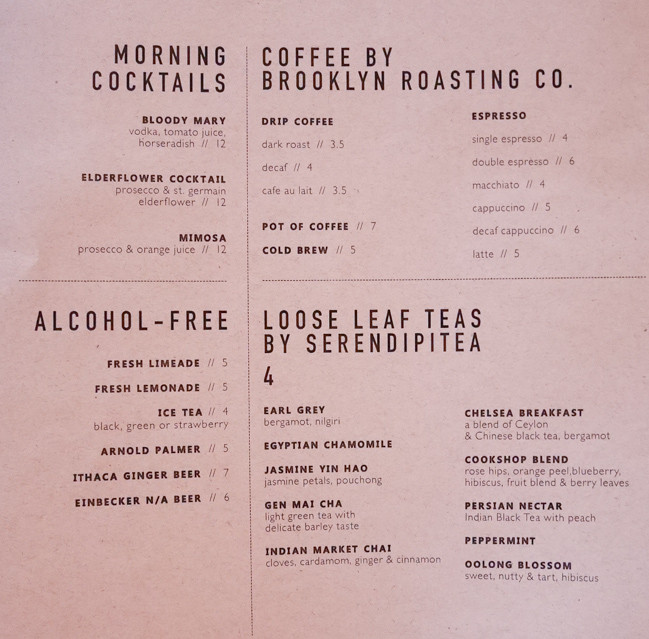 MORNING
COCKTAILS
BLOODY MARY
vodka, tomato juice,
horseradish // 12
ELDERFLOWER COCKTAIL
prosecco & st. germain
elderflower // 12
MIMOSA
prosecco & orange juice // 12
COFFEE BY
BROOKLYN ROASTING CO.
DRIP COFFEE
dark roast // 3.5
decaf // 4
cafe au lait // 3.5
POT OF COFFEE // 7
COLD BREW // 5
ESPRESSO
single espresso // 4
double espresso // 6
macchiato // 4
cappuccino // 5
decaf cappuccino // 6
latte // 5
ALCOHOL-FREE
FRESH LIMEADE // 5
FRESH LEMONADE // 5
ICE TEA // 4
black, green or strawberry
ARNOLD PALMER // 5
ITHACA GINGER BEER // 7
EINBECKER N/A BEER // 6
LOOSE LEAF TEAS
BY SERENDIPITEA
4
EARL GREY
bergamot, nilgiri
EGYPTIAN CHAMOMILE
JASMINE YIN HAO
jasmine petals, pouchong
GEN MAI CHA
light green tea with
delicate barley taste
INDIAN MARKET CHAI
cloves, cardamom, ginger & cinnamon
CHELSEA BREAKFAST
a blend of Ceylon
& Chinese black tea, bergamot
COOKSHOP BLEND
rose hips, orange peel,blueberry,
hibiscus, fruit blend & berry leaves
PERSIAN NECTAR
Indian Black Tea with peach
PEPPERMINT
OOLONG BLOSSOM
sweet, nutty & tart, hibiscus